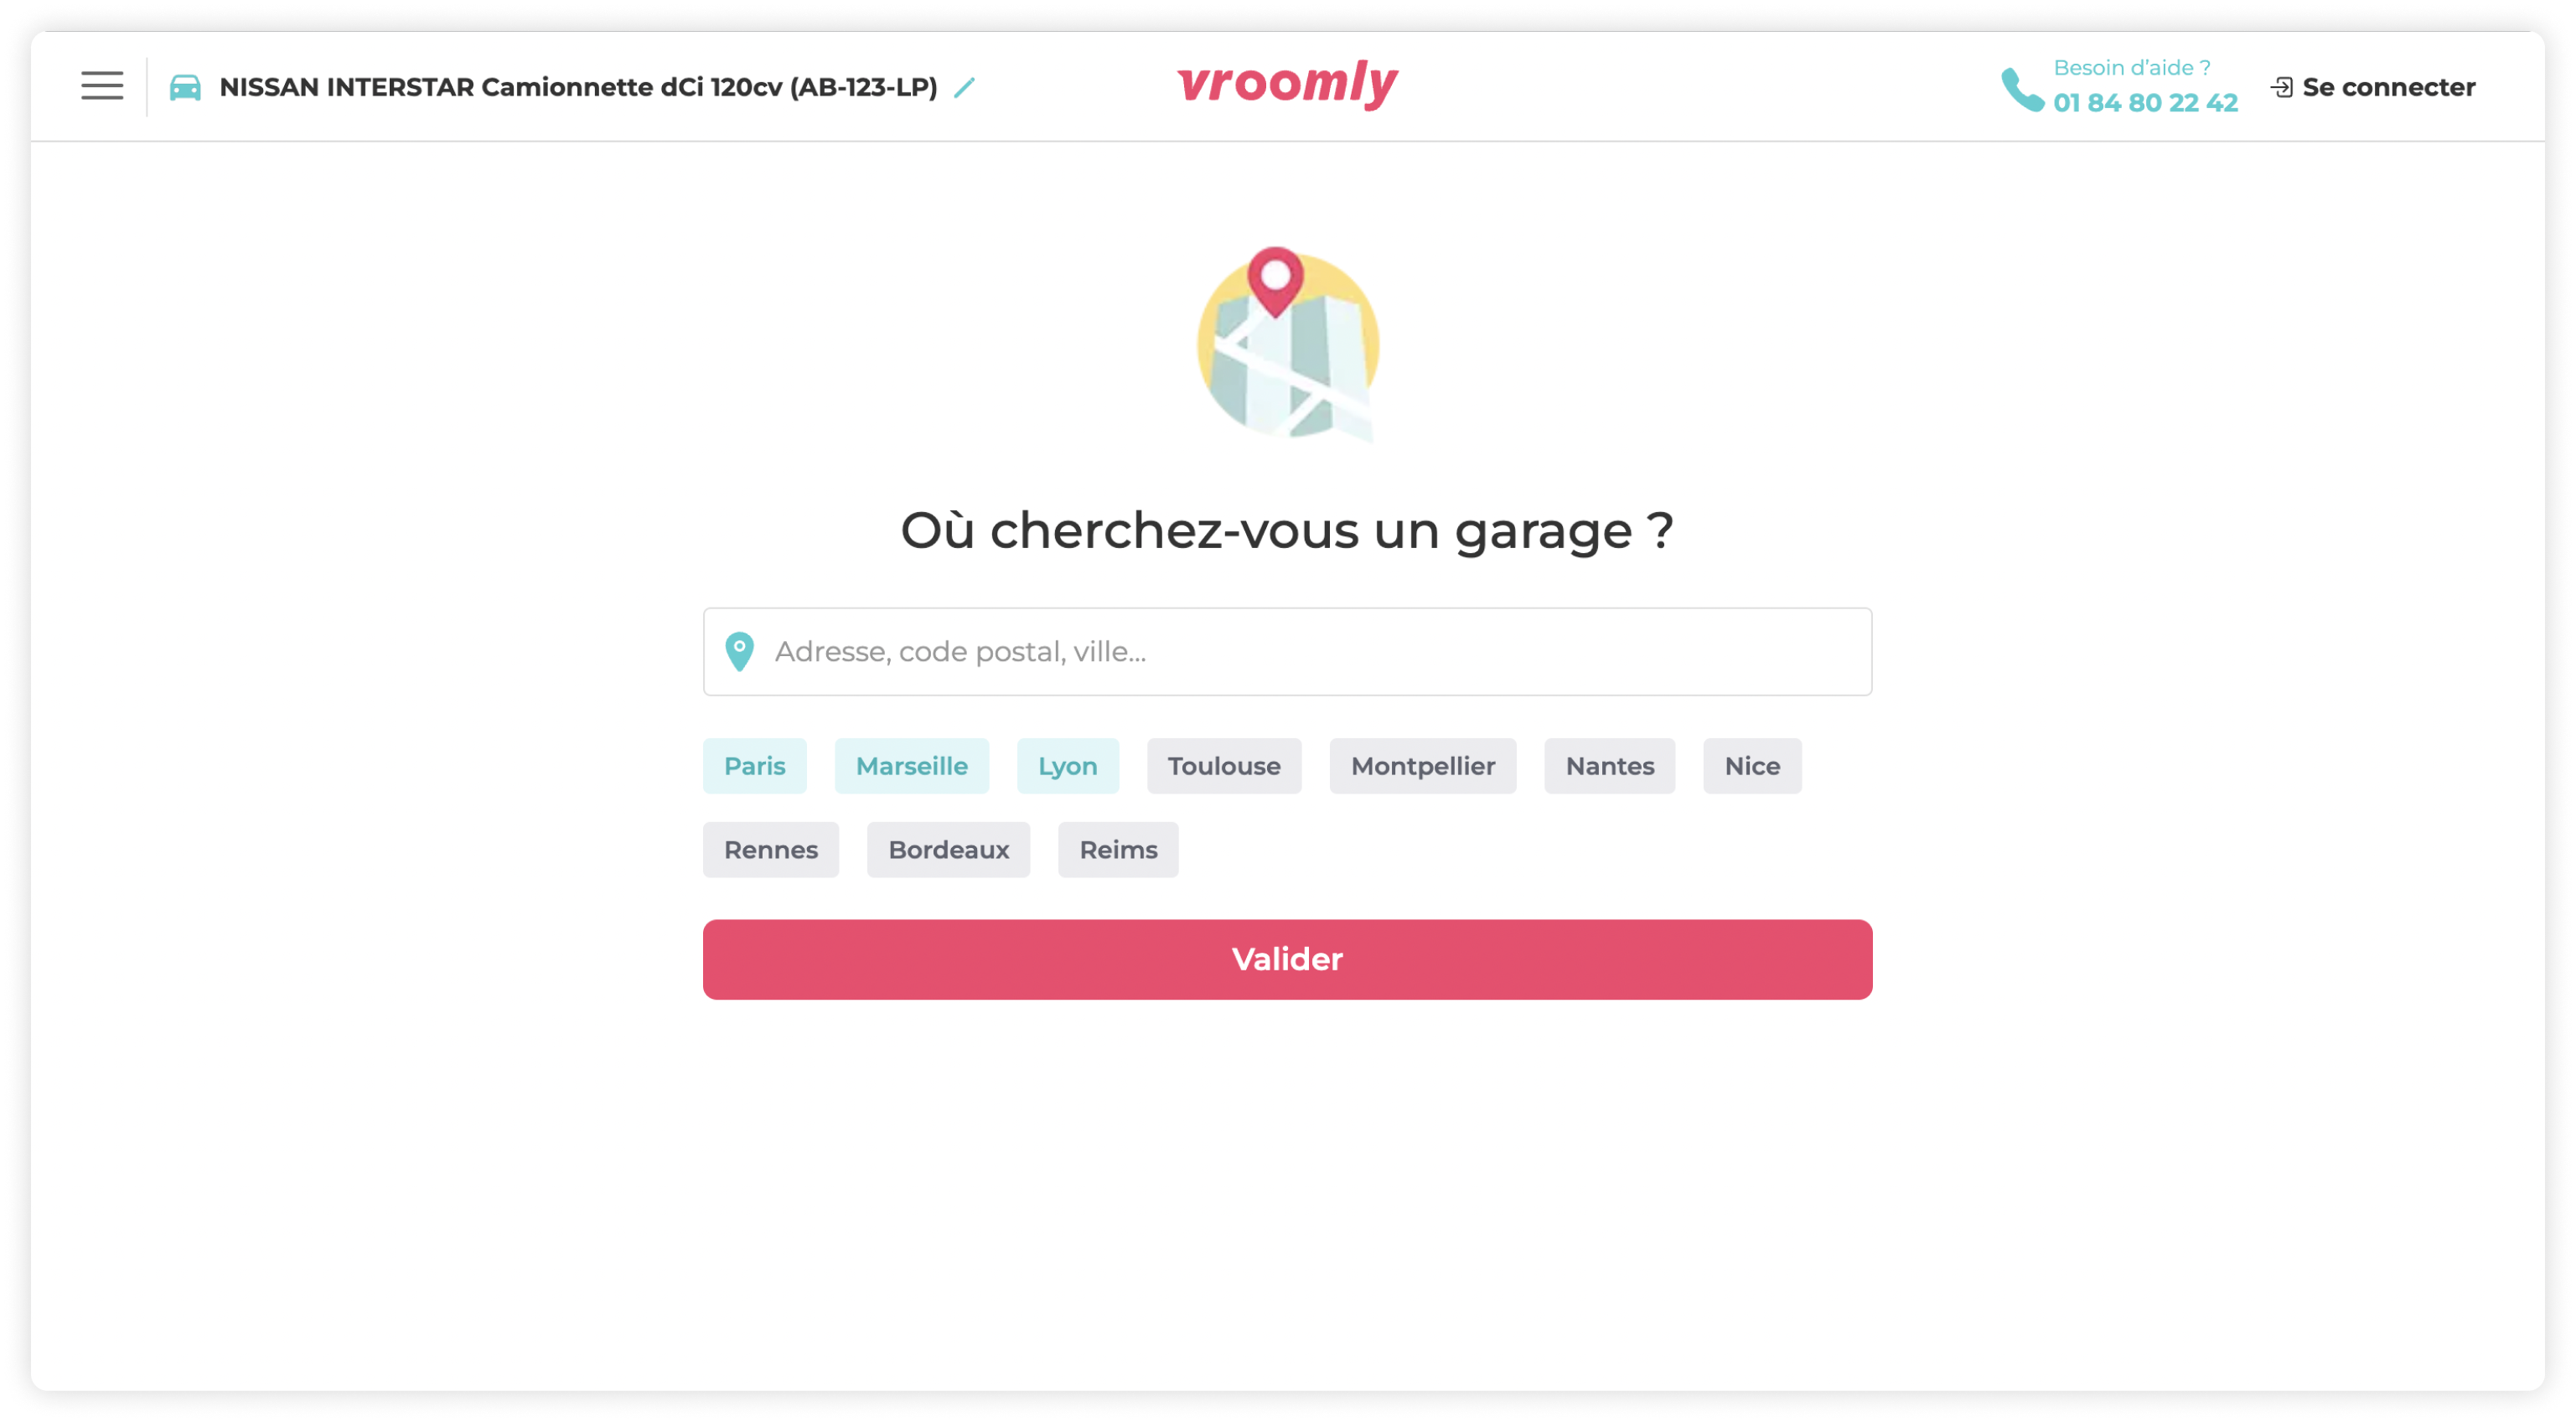 NISSAN INTERSTAR Camionnette dCi 120cv (AB-123-LP)
vroomly
Besoin d’aide ?
01 84 80 22 42
Se connecter
Où cherchez-vous un garage ?
Adresse, code postal, ville...
Paris Marseille Lyon Toulouse Montpellier Nantes Nice
Rennes Bordeaux Reims
Valider